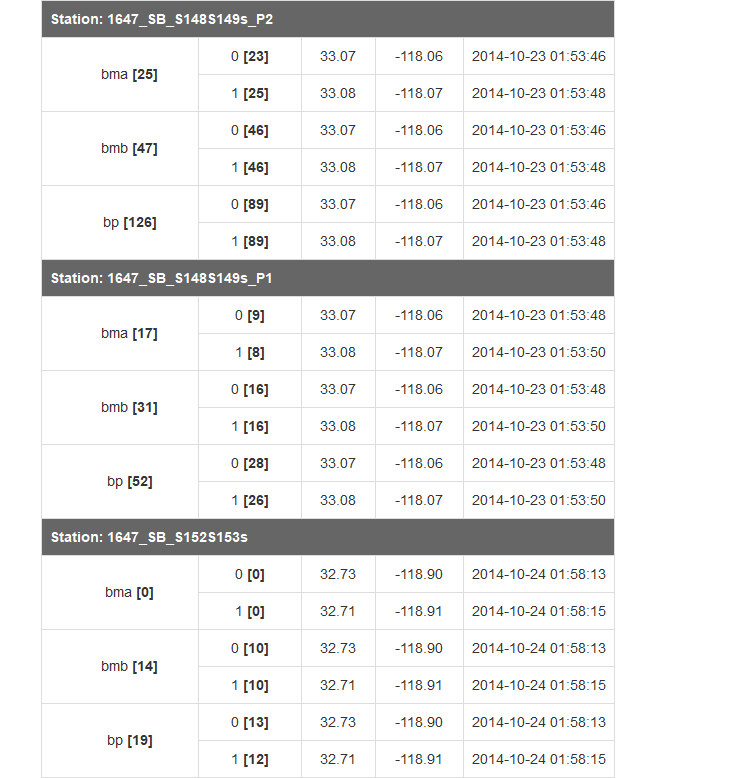 Station: 1647_SB_S148S149s_P2
bma [25]
0 [23] 33.07 -118.06 2014-10-23 01:53:46
1 [25] 33.08 -118.07 2014-10-23 01:53:48
bmb [47]
0 [46] 33.07 -118.06 2014-10-23 01:53:46
1 [46] 33.08 -118.07 2014-10-23 01:53:48
bp [126]
0 [89] 33.07 -118.06 2014-10-23 01:53:46
1 [89] 33.08 -118.07 2014-10-23 01:53:48
Station: 1647_SB_S148S149s_P1
bma [17]
0 [9] 33.07 -118.06 2014-10-23 01:53:48
1 [8] 33.08 -118.07 2014-10-23 01:53:50
bmb [31]
0 [16] 33.07 -118.06 2014-10-23 01:53:48
1 [16] 33.08 -118.07 2014-10-23 01:53:50
bp [52]
0 [28] 33.07 -118.06 2014-10-23 01:53:48
1 [26] 33.08 -118.07 2014-10-23 01:53:50
Station: 1647_SB_S152S153s
bma [0]
0 [0] 32.73 -118.90 2014-10-24 01:58:13
1 [0] 32.71 -118.91 2014-10-24 01:58:15
bmb [14]
0 [10] 32.73 -118.90 2014-10-24 01:58:13
1 [10] 32.71 -118.91 2014-10-24 01:58:15
bp [19]
0 [13] 32.73 -118.90 2014-10-24 01:58:13
1 [12] 32.71 -118.91 2014-10-24 01:58:15